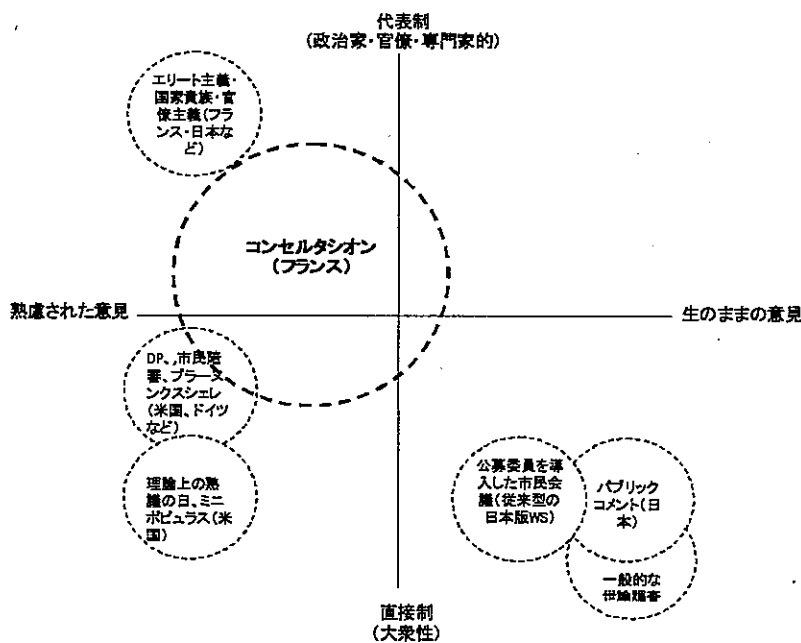 代表制
(政治家・官僚・専門家的)
エリート主義・
国家貴族・官
僚主義(フラ
ンス・日本な
ど)
コンセルタシオン
(フランス)
熟慮された意見
生のままの意見
DP、,市民陪
審、プラーヌ
ンクスシェレ
(米国、ドイツ
など)
理論上の熟
議の日、ミニ
ポピュラス(米
国)
公募委員を導
入した市民会
議(従来型の
日本版WS)
パブリック
コメント(日
本)
一般的な
世論調査
直接制
(大衆性)